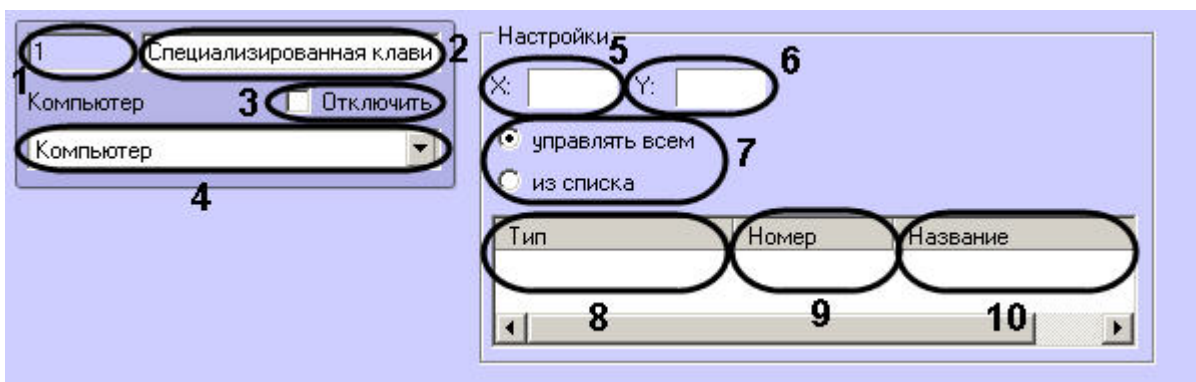 1 Специализированная клави 2
1
Компьютер 3 Отключить
Компьютер
4
Настройки
5 6
X: Y:
управлять всем
7
из списка
Тип Номер Название
8 9 10